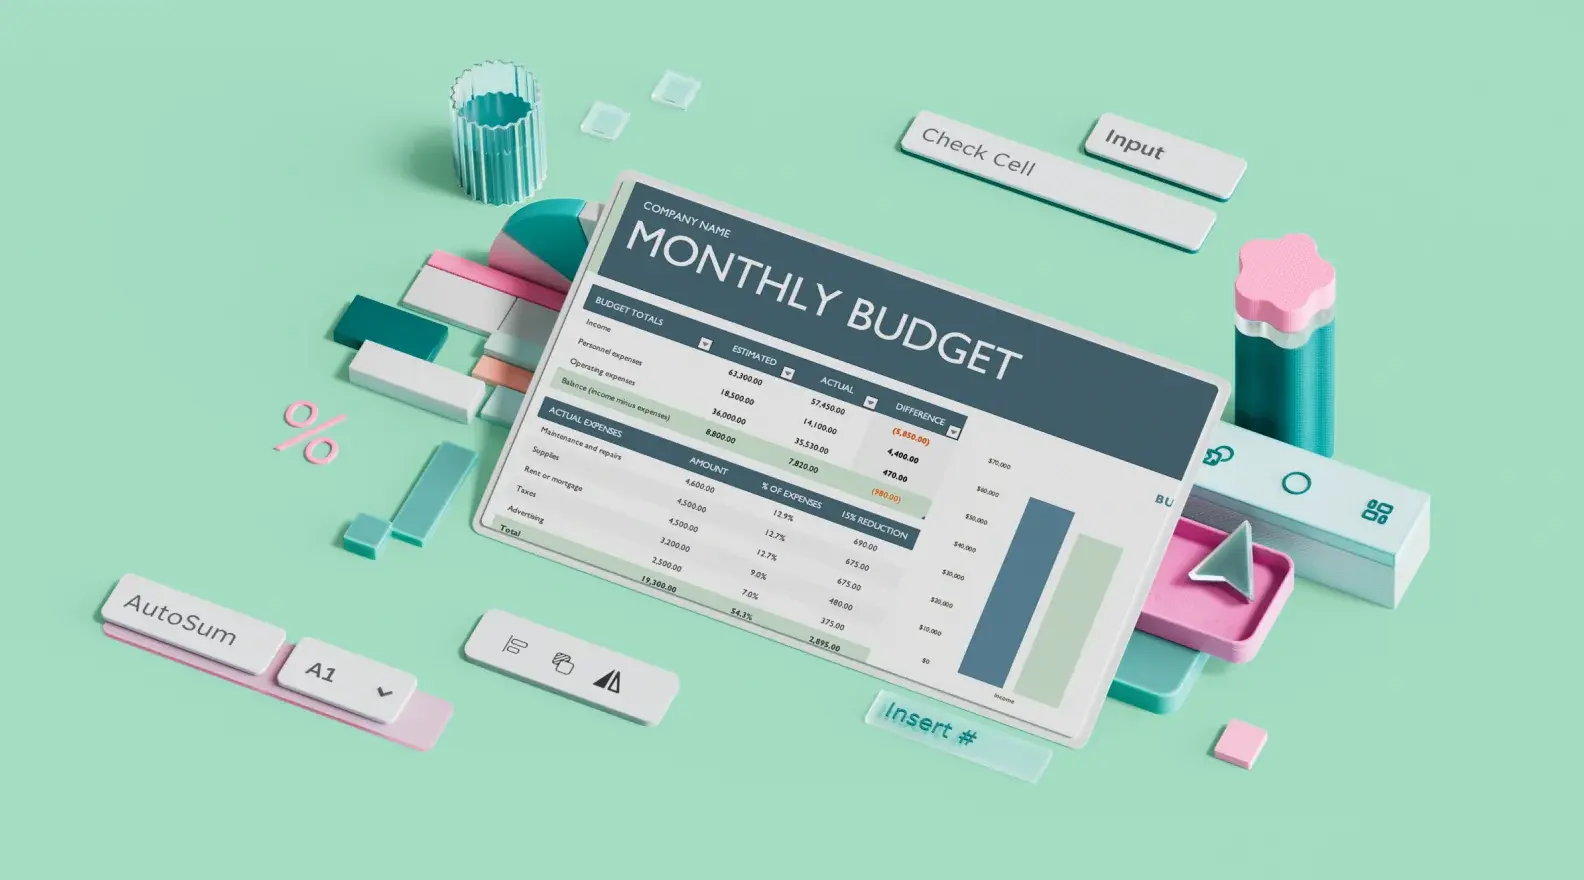 Check Cell
Input
COMPANY NAME
MONTHLY BUDGET
BUDGET TOTALS ESTIMATED ACTUAL DIFFERENCE
Income 63,300.00 57,450.00 (5,850.00)
Personnel expenses 18,500.00 14,100.00 4,400.00
Operating expenses 36,000.00 35,530.00 470.00
Balance (income minus expenses) 8,800.00 7,820.00 (980.00)
ACTUAL EXPENSES AMOUNT % OF EXPENSES 15% REDUCTION
Maintenance and repairs 4,600.00 12.9% 690.00
Supplies 4,500.00 12.7% 675.00
Rent or mortgage 4,500.00 12.7% 675.00
Taxes 3,200.00 9.0% 480.00
Advertising 2,500.00 7.0% 375.00
Total 19,300.00 54.3% 2,895.00
BU
$70,000
$60,000
$50,000
$40,000
$30,000
$20,000
$10,000
$0
Income
%
AutoSum
A1
Insert #